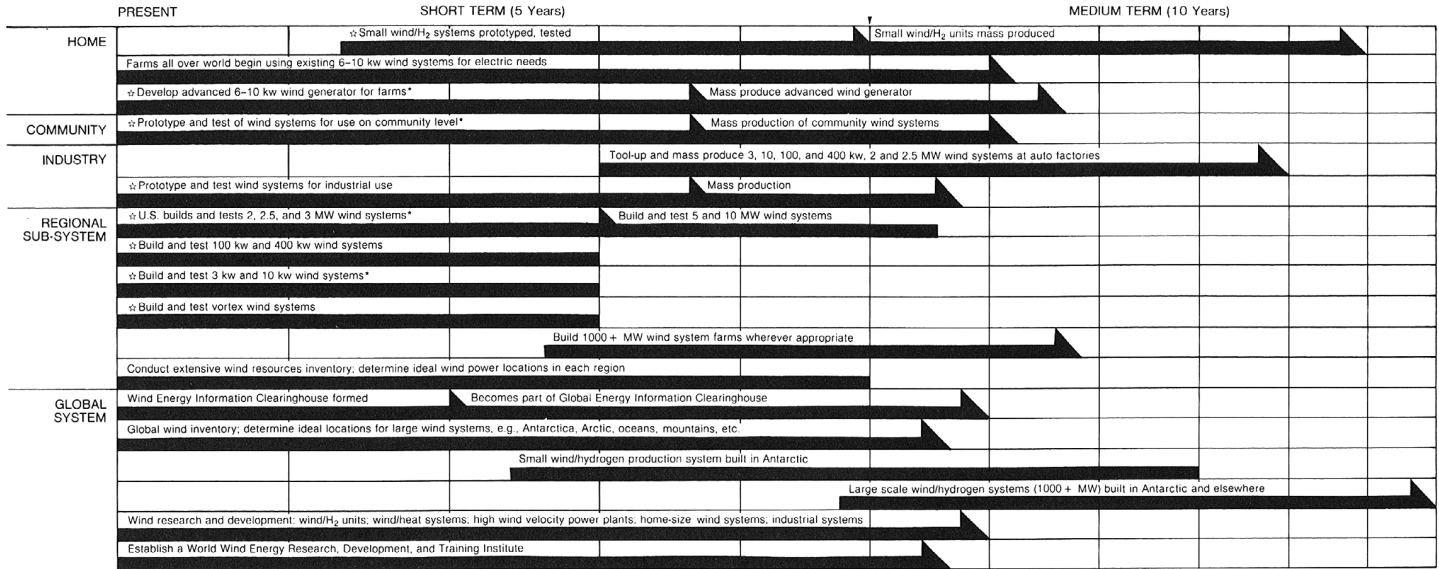 PRESENT SHORT TERM (5 Years) MEDIUM TERM (10 Years)
HOME ☆Small wind/H₂ systems prototyped, tested Small wind/H₂ units mass produced
Farms all over world begin using existing 6–10 kw wind systems for electric needs
☆Develop advanced 6–10 kw wind generator for farms* Mass produce advanced wind generator
COMMUNITY ☆Prototype and test of wind systems for use on community level* Mass production of community wind systems
INDUSTRY Tool-up and mass produce 3, 10, 100, and 400 kw, 2 and 2.5 MW wind systems at auto factories
☆Prototype and test wind systems for industrial use Mass production
REGIONAL
SUB-SYSTEM
☆U.S. builds and tests 2, 2.5, and 3 MW wind systems* Build and test 5 and 10 MW wind systems
☆Build and test 100 kw and 400 kw wind systems
☆Build and test 3 kw and 10 kw wind systems*
☆Build and test vortex wind systems
Build 1000+ MW wind system farms wherever appropriate
Conduct extensive wind resources inventory; determine ideal wind power locations in each region
GLOBAL
SYSTEM
Wind Energy Information Clearinghouse formed Becomes part of Global Energy Information Clearinghouse
Global wind inventory; determine ideal locations for large wind systems, e.g., Antarctica, Arctic, oceans, mountains, etc.
Small wind/hydrogen production system built in Antarctic
Large scale wind/hydrogen systems (1000+ MW) built in Antarctic and elsewhere
Wind research and development: wind/H₂ units; wind/heat systems; high wind velocity power plants; home-size wind systems; industrial systems
Establish a World Wind Energy Research, Development, and Training Institute